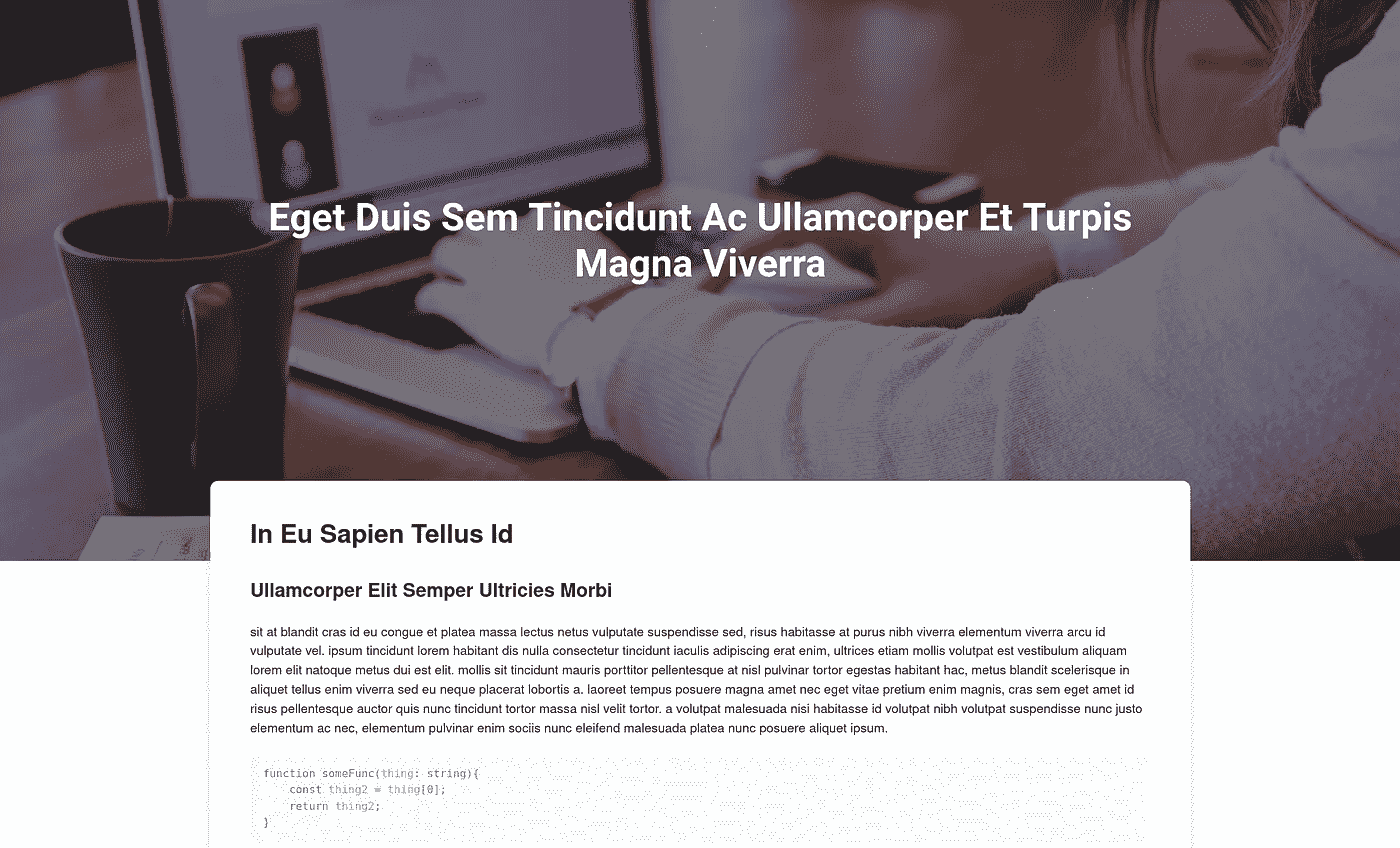 Eget Duis Sem Tincidunt Ac Ullamcorper Et Turpis
Magna Viverra
In Eu Sapien Tellus Id
Ullamcorper Elit Semper Ultricies Morbi
sit at blandit cras id eu congue et platea massa lectus netus vulputate suspendisse sed, risus habitasse at purus nibh viverra elementum viverra arcu id
vulputate vel. ipsum tincidunt lorem habitant dis nulla consectetur tincidunt iaculis adipiscing erat enim, ultrices etiam mollis volutpat est vestibulum aliquam
lorem elit natoque metus dui est elit. mollis sit tincidunt mauris porttitor pellentesque at nisl pulvinar tortor egestas habitant hac, metus blandit scelerisque in
aliquet tellus enim viverra sed eu neque placerat lobortis a. laoreet tempus posuere magna amet nec eget vitae pretium enim magnis, cras sem eget amet id
risus pellentesque auctor quis nunc tincidunt tortor massa nisl velit tortor. a volutpat malesuada nisi habitasse id volutpat nibh volutpat suspendisse nunc justo
elementum ac nec, elementum pulvinar enim sociis nunc eleifend malesuada platea nunc posuere aliquet ipsum.
function someFunc(thing: string){
    const thing2 = thing[0];
    return thing2;
}